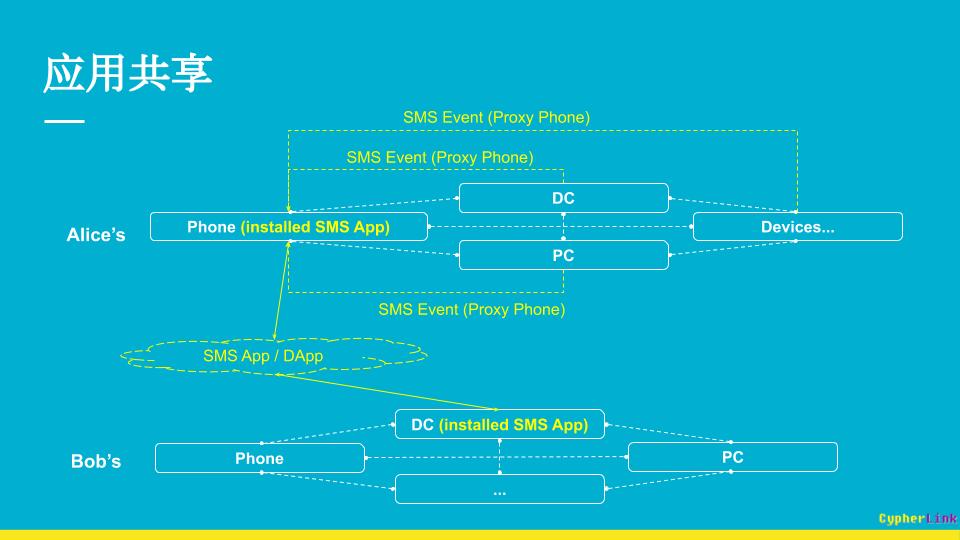 应用共享
SMS Event (Proxy Phone)
SMS Event (Proxy Phone)
DC
Alice’s
Phone (installed SMS App)
Devices...
PC
SMS Event (Proxy Phone)
SMS App / DApp
DC (installed SMS App)
Bob’s
Phone
PC
...
CypherLink